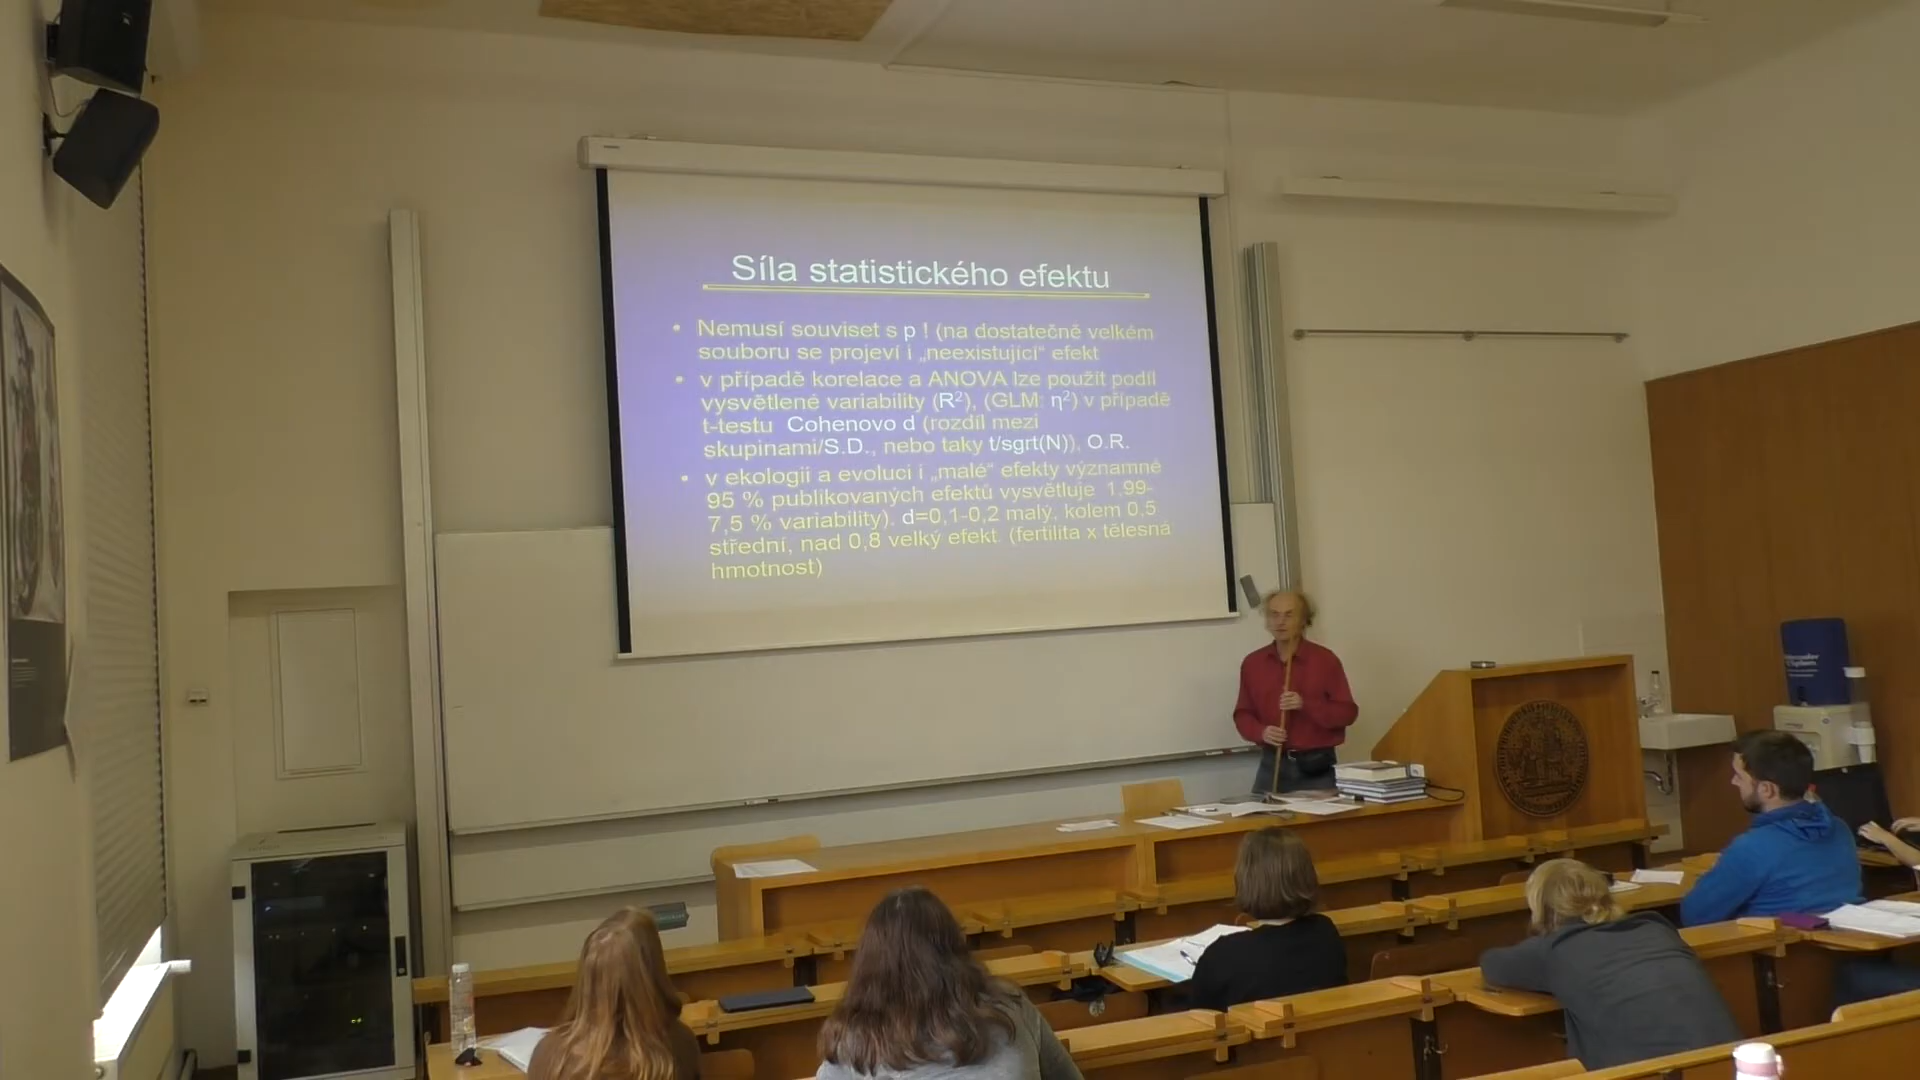 Síla statistického efektu
• Nemusí souviset s p ! (na dostatečně velkém
souboru se projeví i „neexistující“ efekt
• v případě korelace a ANOVA lze použít podíl
vysvětlené variability (R²), (GLM: η²) v případě
t-testu Cohenovo d (rozdíl mezi
skupinami/S.D., nebo taky t/sgrt(N)), O.R.
• v ekologii a evoluci i „malé“ efekty významné
95 % publikovaných efektů vysvětluje 1,99-
7,5 % variability). d=0,1-0,2 malý, kolem 0,5
střední, nad 0,8 velký efekt. (fertilita x tělesná
hmotnost)